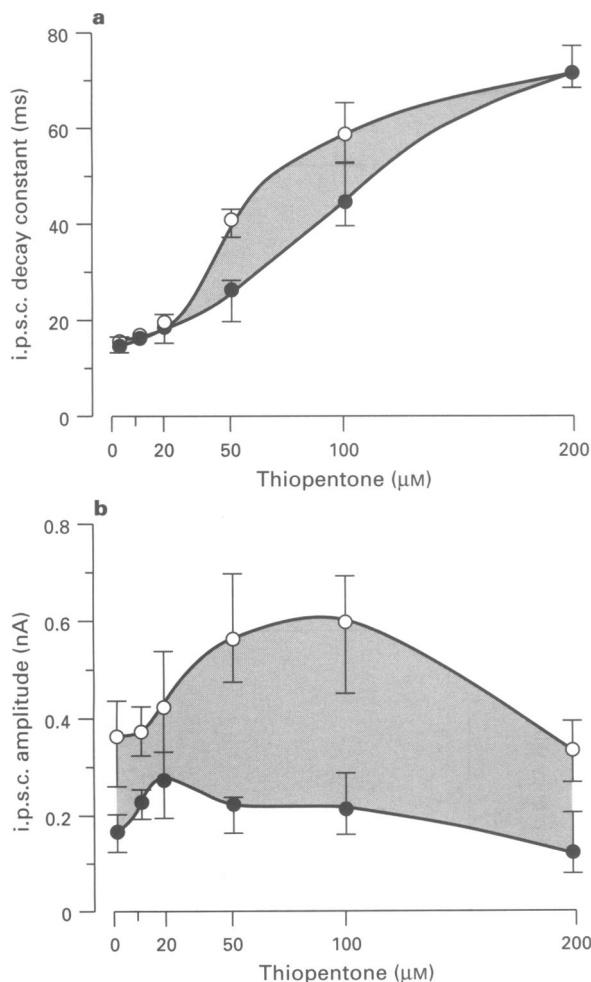 a
80
60
40
20
0
i.p.s.c. decay constant (ms)
0 20 50 100 200
Thiopentone (μM)
b
0.8
0.6
0.4
0.2
0
i.p.s.c. amplitude (nA)
0 20 50 100 200
Thiopentone (μM)